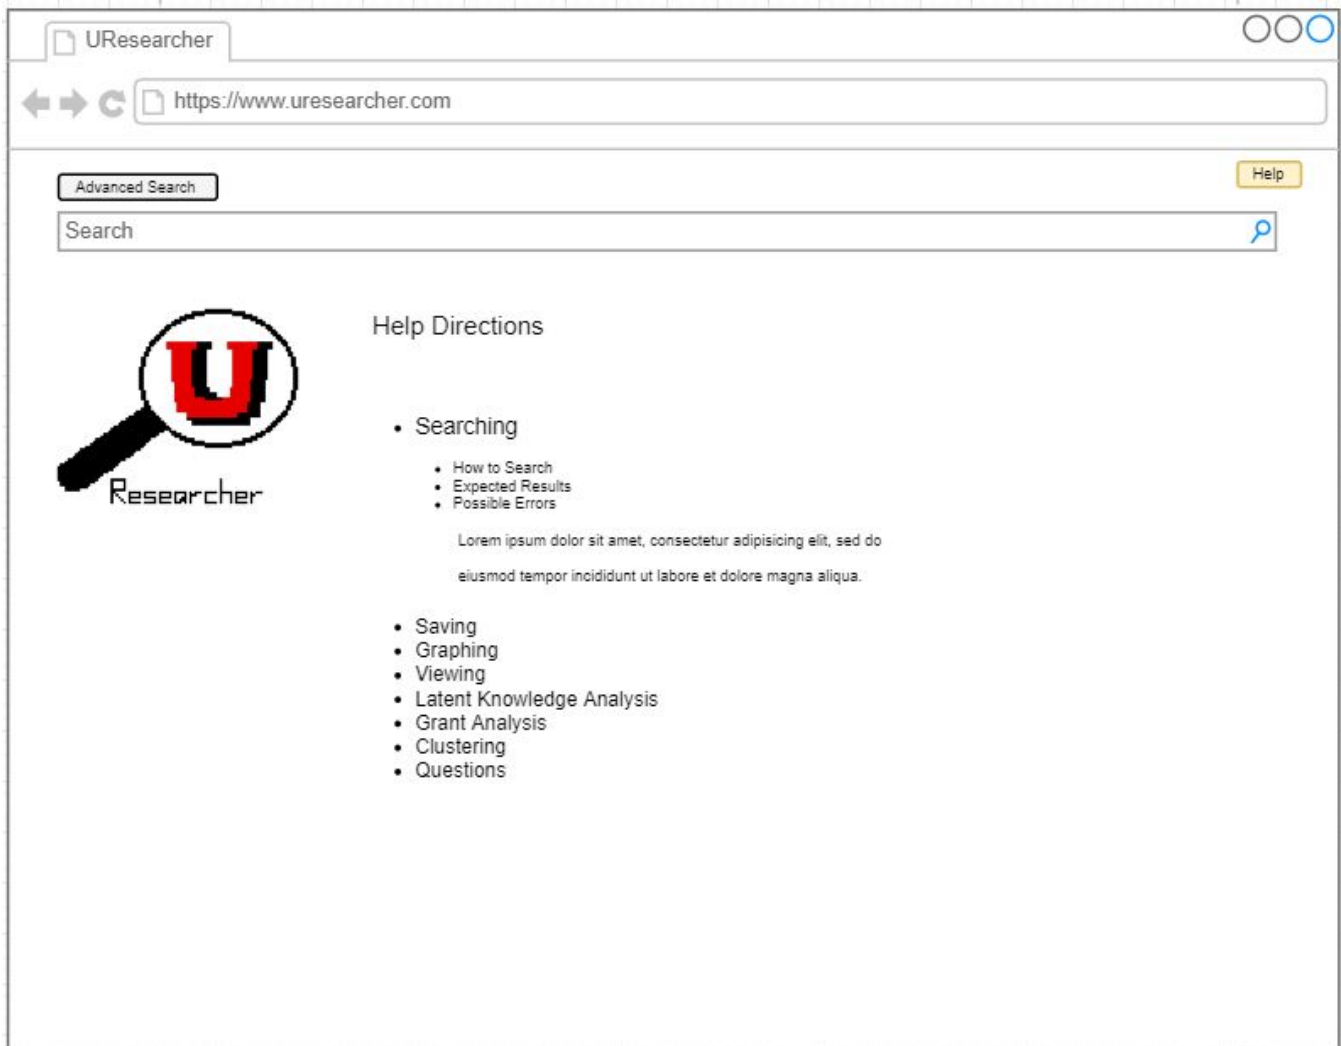 UResearcher
https://www.uresearcher.com
Advanced Search
Help
Search
U
Researcher
Help Directions
Searching
How to Search
Expected Results
Possible Errors
Lorem ipsum dolor sit amet, consectetur adipisicing elit, sed do
eiusmod tempor incididunt ut labore et dolore magna aliqua.
Saving
Graphing
Viewing
Latent Knowledge Analysis
Grant Analysis
Clustering
Questions